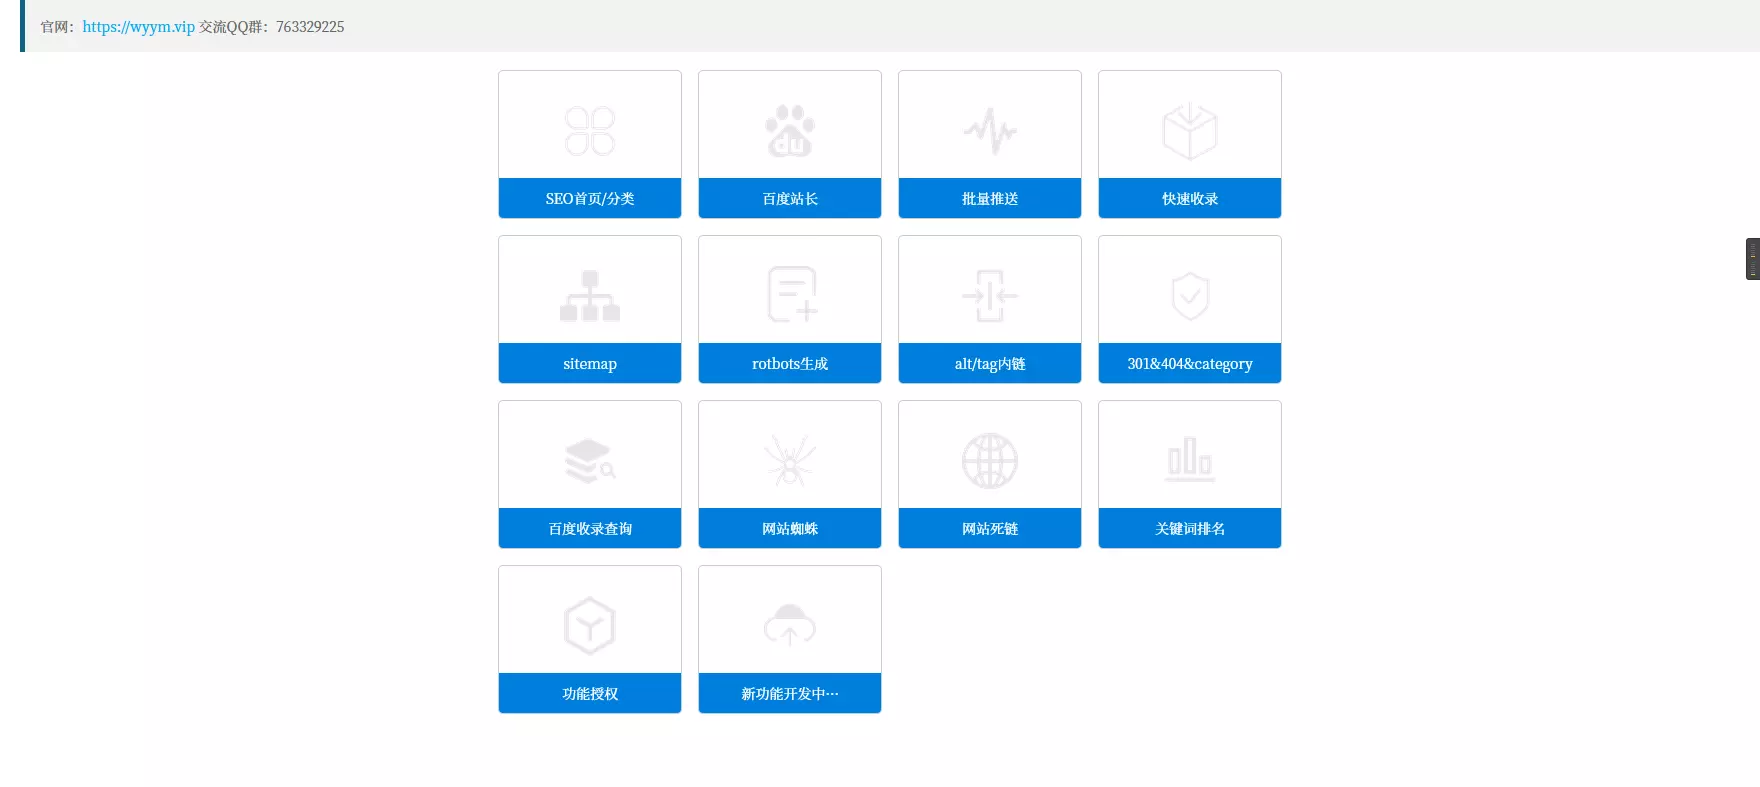 官网：https://wyym.vip 交流QQ群：763329225
du
SEO首页/分类
百度站长
批量推送
快速收录
sitemap
rotbots生成
alt/tag内链
301&404&category
百度收录查询
网站蜘蛛
网站死链
关键词排名
功能授权
新功能开发中…